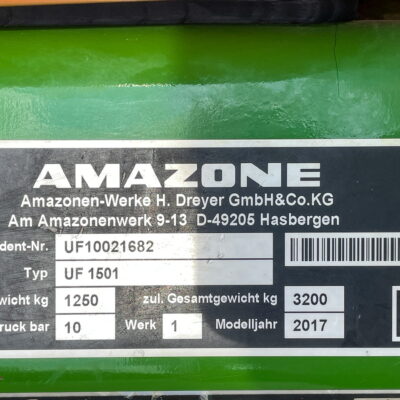 AMAZONE
Amazonen-Werke H. Dreyer GmbH&Co.KG
Am Amazonenwerk 9-13 D-49205 Hasbergen
dent-Nr. UF10021682
Typ UF 1501
wicht kg 1250 zul. Gesamtgewicht kg 3200
ruck bar 10 Werk 1 Modelljahr 2017